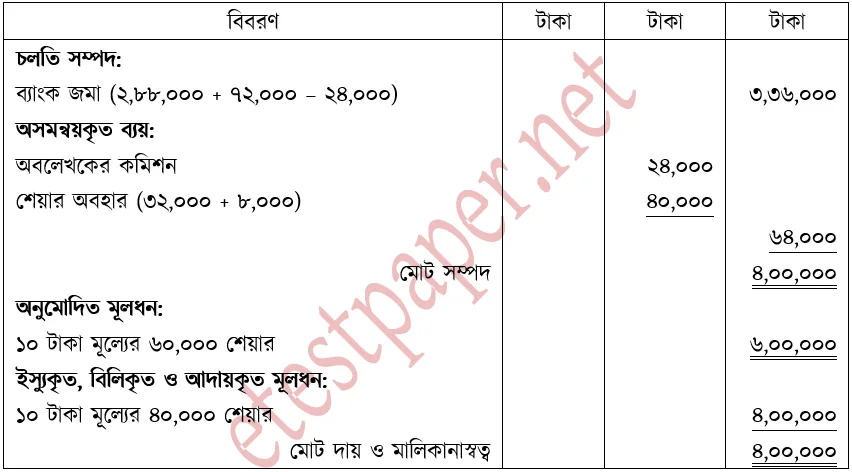 বিবরণ টাকা টাকা টাকা
চলতি সম্পদ:
ব্যাংক জমা (২,৮৮,০০০ + ৭২,০০০ – ২৪,০০০) ৩,৩৬,০০০
অসমন্বয়কৃত ব্যয়:
অবলেখকের কমিশন ২৪,০০০
শেয়ার অবহার (৩২,০০০ + ৮,০০০) ৪০,০০০
৬৪,০০০
মোট সম্পদ ৪,০০,০০০
অনুমোদিত মূলধন:
১০ টাকা মূল্যের ৬০,০০০ শেয়ার ৬,০০,০০০
ইস্যুকৃত, বিলিকৃত ও আদায়কৃত মূলধন:
১০ টাকা মূল্যের ৪০,০০০ শেয়ার ৪,০০,০০০
মোট দায় ও মালিকানাস্বত্ব ৪,০০,০০০
etestpaper.net